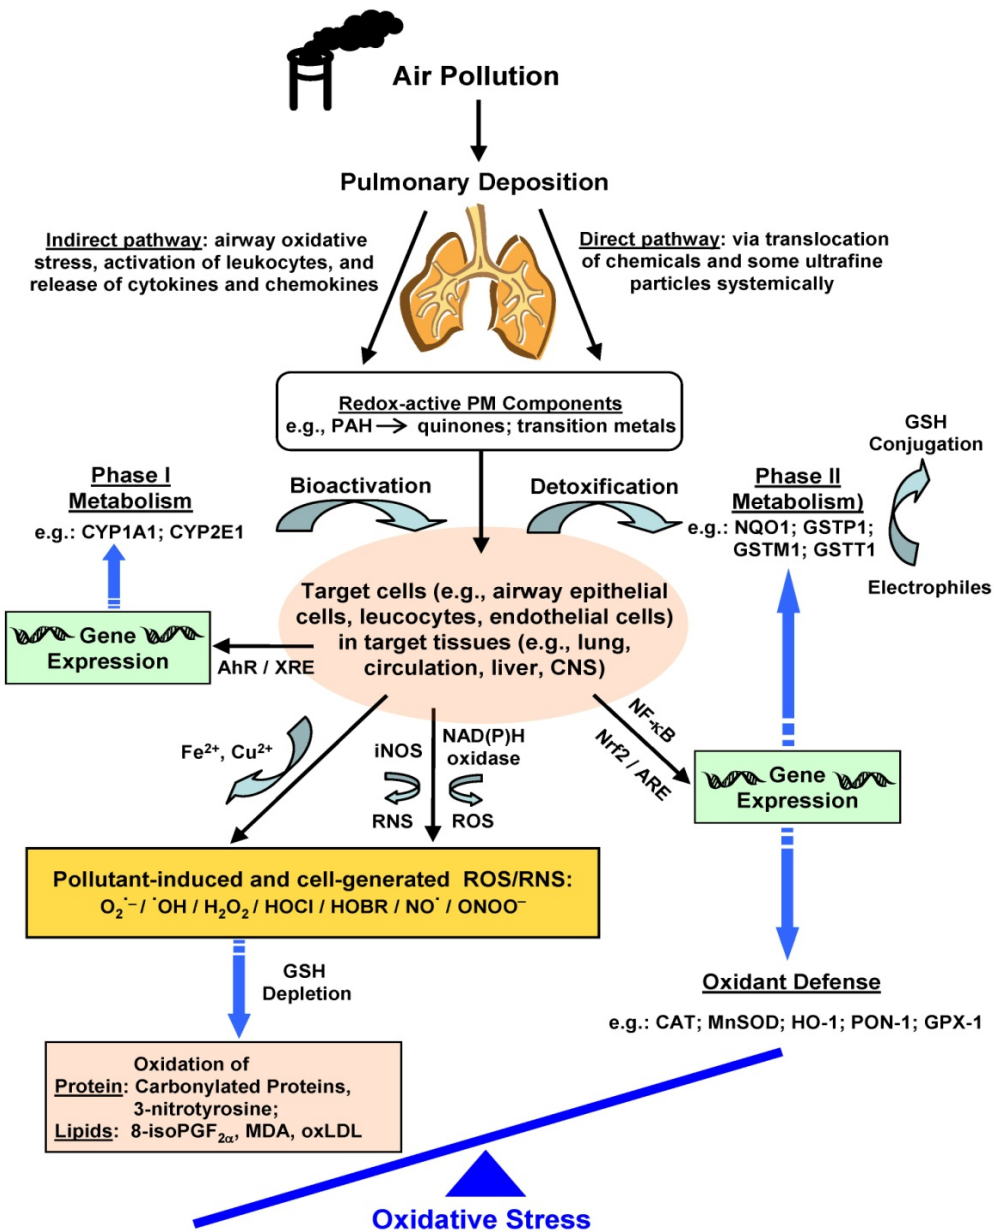 Air Pollution
Pulmonary Deposition
Indirect pathway: airway oxidative
stress, activation of leukocytes, and
release of cytokines and chemokines
Direct pathway: via translocation
of chemicals and some ultrafine
particles systemically
Redox-active PM Components
e.g., PAH → quinones; transition metals
GSH
Conjugation
Phase I
Metabolism
e.g.: CYP1A1; CYP2E1
Bioactivation
Detoxification
Phase II
Metabolism)
e.g.: NQO1; GSTP1;
GSTM1; GSTT1
Electrophiles
Target cells (e.g., airway epithelial
cells, leucocytes, endothelial cells)
in target tissues (e.g., lung,
circulation, liver, CNS)
Gene
Expression
AhR / XRE
Fe²⁺, Cu²⁺
iNOS
RNS
NAD(P)H
oxidase
ROS
NF-κB
Nrf2 / ARE
Gene
Expression
Pollutant-induced and cell-generated ROS/RNS:
O₂˙⁻ / ˙OH / H₂O₂ / HOCl / HOBR / NO˙ / ONOO⁻
GSH
Depletion
Oxidant Defense
e.g.: CAT; MnSOD; HO-1; PON-1; GPX-1
Oxidation of
Protein: Carbonylated Proteins,
3-nitrotyrosine;
Lipids: 8-isoPGF₂α, MDA, oxLDL
Oxidative Stress